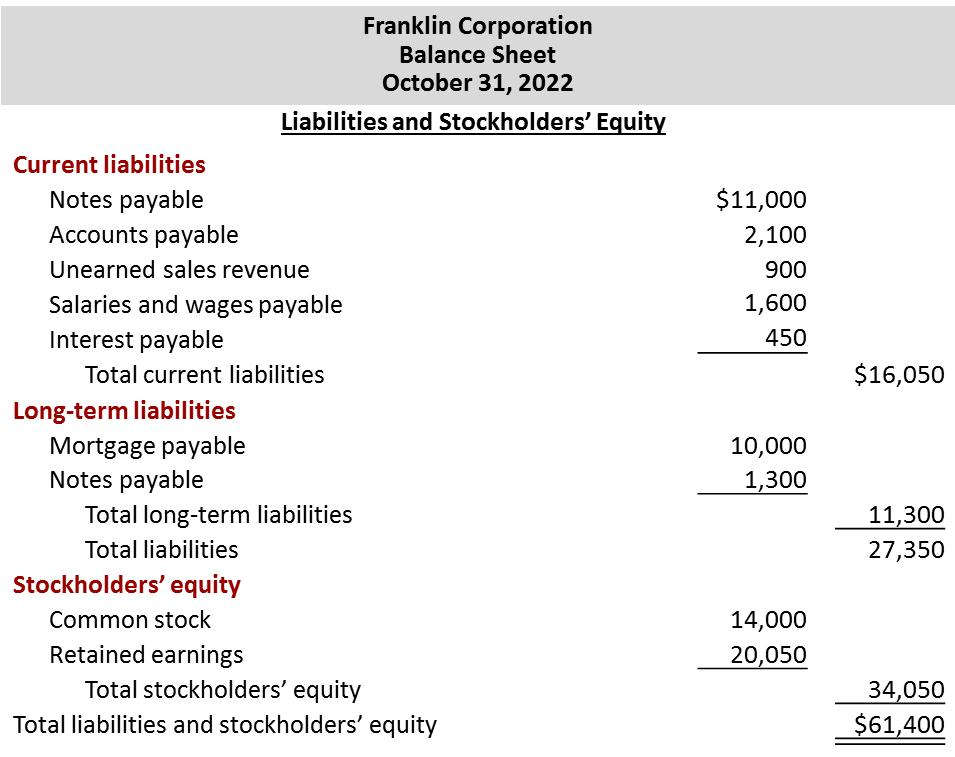 Franklin Corporation
Balance Sheet
October 31, 2022
Liabilities and Stockholders’ Equity
Current liabilities
Notes payable $11,000
Accounts payable 2,100
Unearned sales revenue 900
Salaries and wages payable 1,600
Interest payable 450
Total current liabilities $16,050
Long-term liabilities
Mortgage payable 10,000
Notes payable 1,300
Total long-term liabilities 11,300
Total liabilities 27,350
Stockholders’ equity
Common stock 14,000
Retained earnings 20,050
Total stockholders’ equity 34,050
Total liabilities and stockholders’ equity $61,400